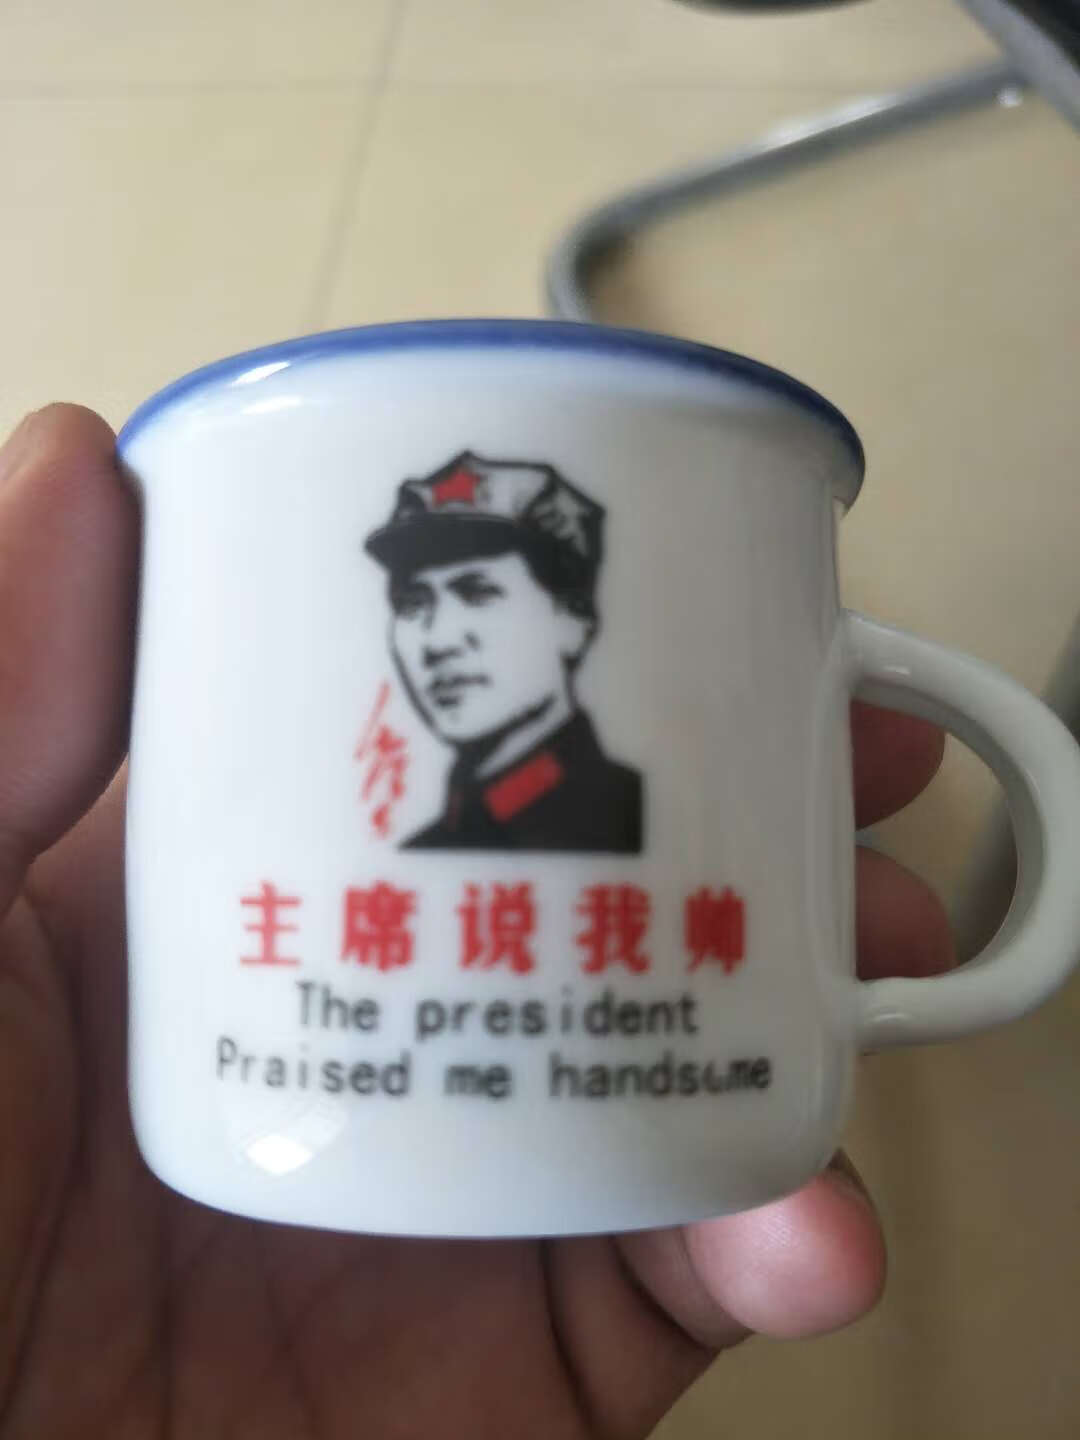 主席说我帅
The president
Praised me handsome